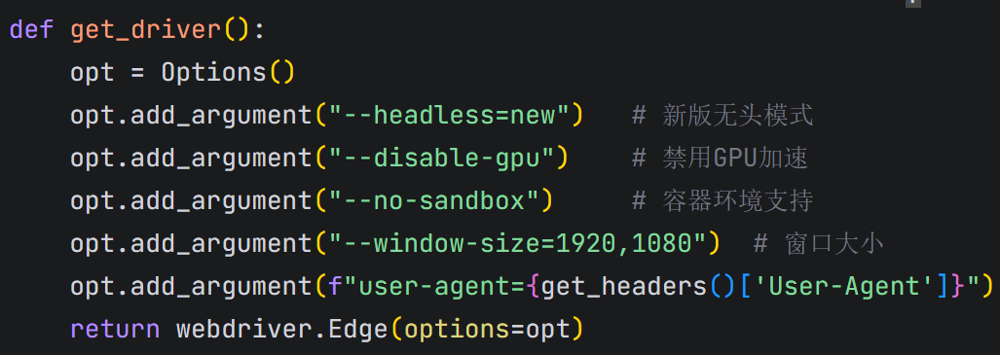 def get_driver():
    opt = Options()
    opt.add_argument("--headless=new")   # 新版无头模式
    opt.add_argument("--disable-gpu")    # 禁用GPU加速
    opt.add_argument("--no-sandbox")     # 容器环境支持
    opt.add_argument("--window-size=1920,1080")  # 窗口大小
    opt.add_argument(f"user-agent={get_headers()['User-Agent']}")
    return webdriver.Edge(options=opt)